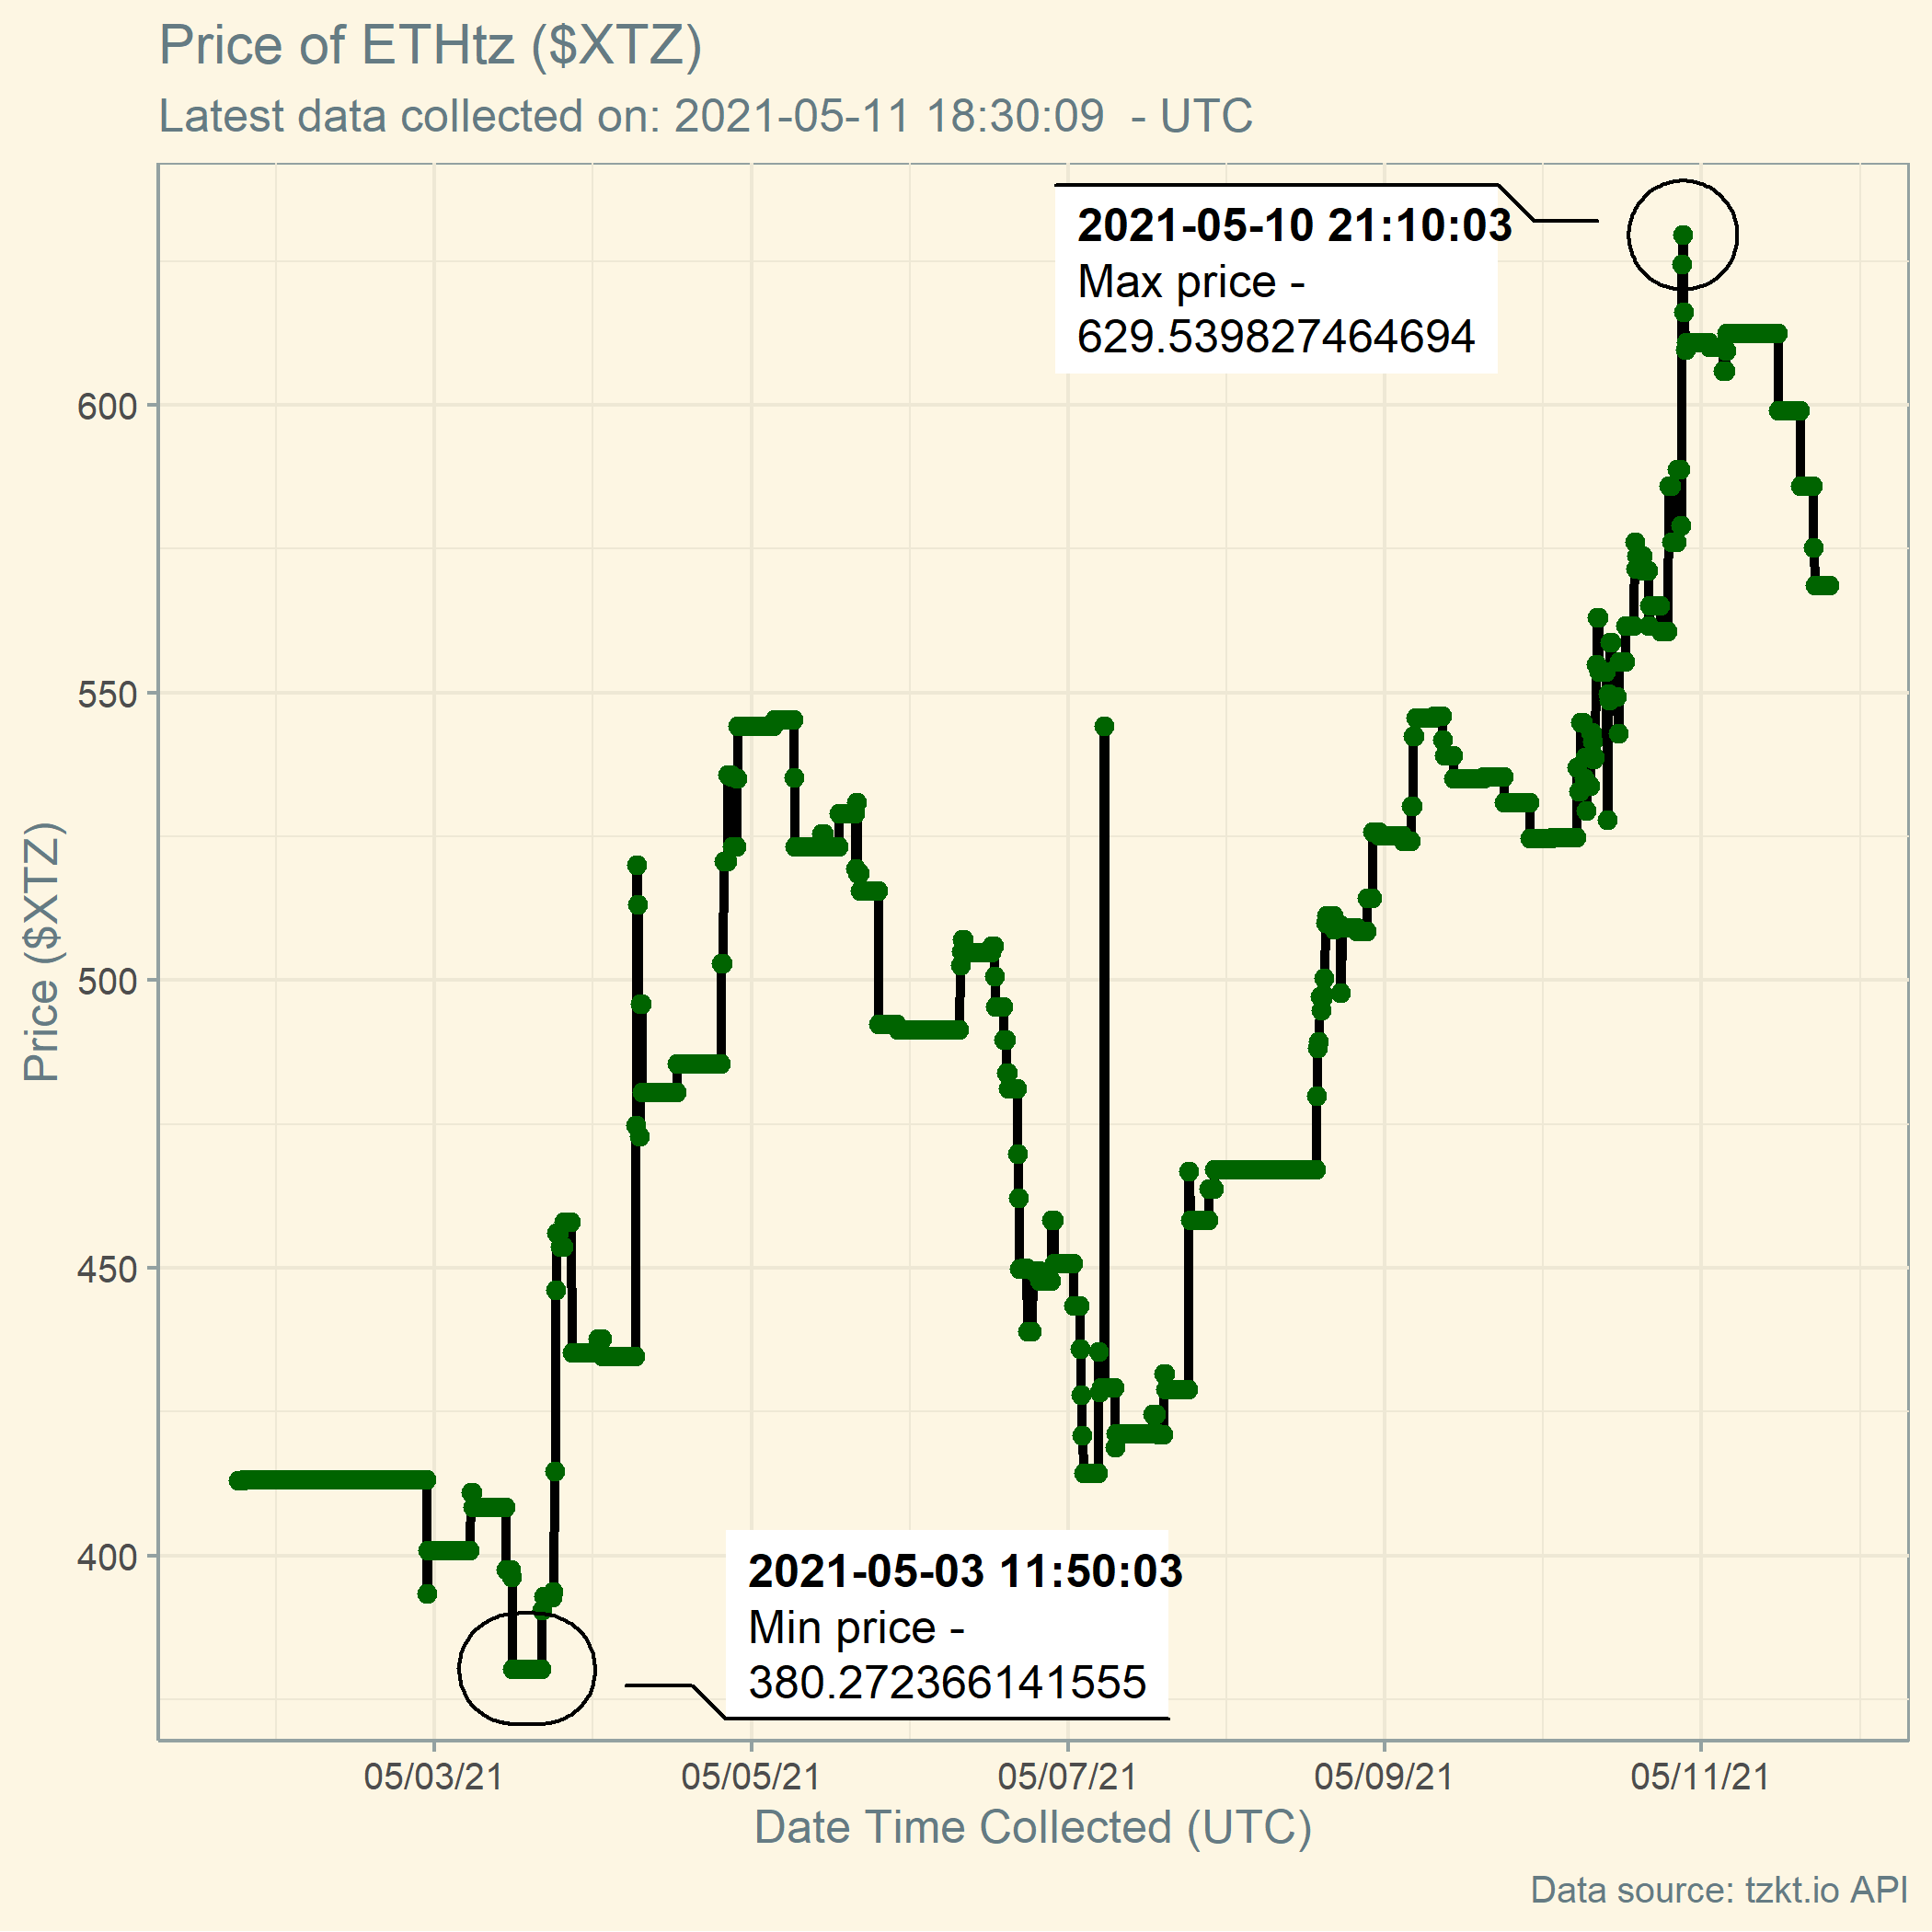 Price of ETHtz ($XTZ)
Latest data collected on: 2021-05-11 18:30:09  - UTC
2021-05-10 21:10:03
Max price -
629.539827464694
600
550
500
450
400
Price ($XTZ)
2021-05-03 11:50:03
Min price -
380.272366141555
05/03/21
05/05/21
05/07/21
05/09/21
05/11/21
Date Time Collected (UTC)
Data source: tzkt.io API